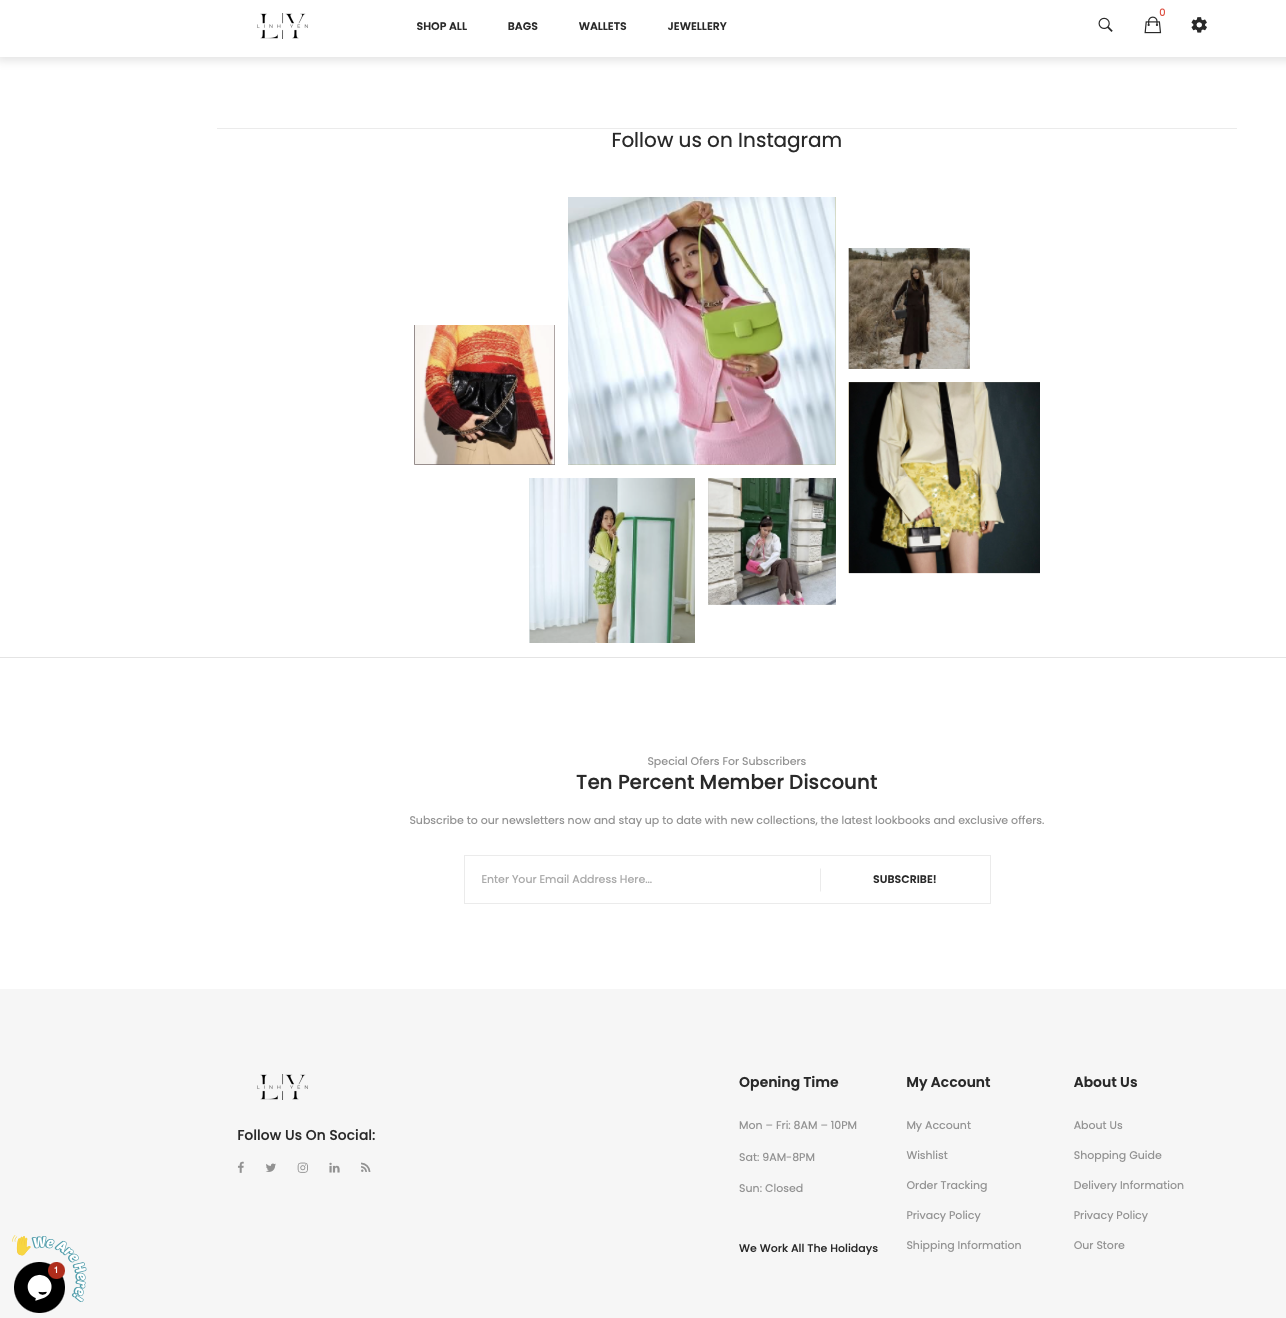 LY
LINH YEN
SHOP ALL
BAGS
WALLETS
JEWELLERY
0
Follow us on Instagram
Special Ofers For Subscribers
Ten Percent Member Discount
Subscribe to our newsletters now and stay up to date with new collections, the latest lookbooks and exclusive offers.
Enter Your Email Address Here...
SUBSCRIBE!
LY
LINH YEN
Follow Us On Social:
Opening Time
Mon – Fri: 8AM – 10PM
Sat: 9AM-8PM
Sun: Closed
We Work All The Holidays
My Account
My Account
Wishlist
Order Tracking
Privacy Policy
Shipping Information
About Us
About Us
Shopping Guide
Delivery Information
Privacy Policy
Our Store
We Are Here!
1